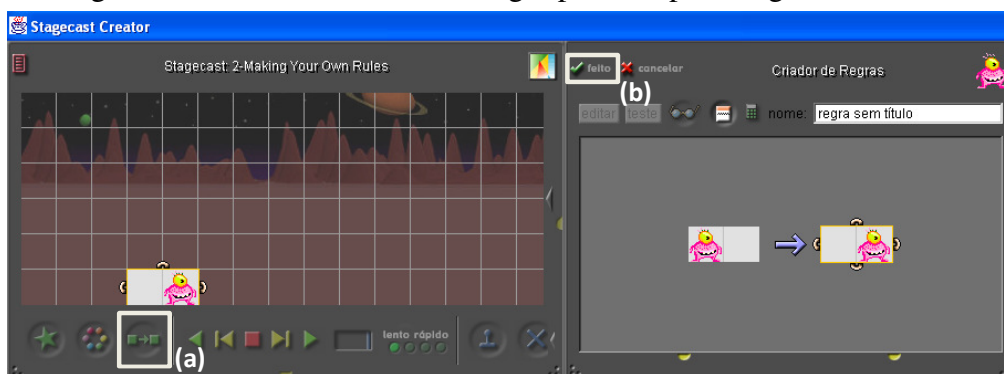 Stagecast Creator
Stagecast: 2-Making Your Own Rules
lento rápido
(a)
feito cancelar
(b)
Criador de Regras
editar teste
nome: regra sem título